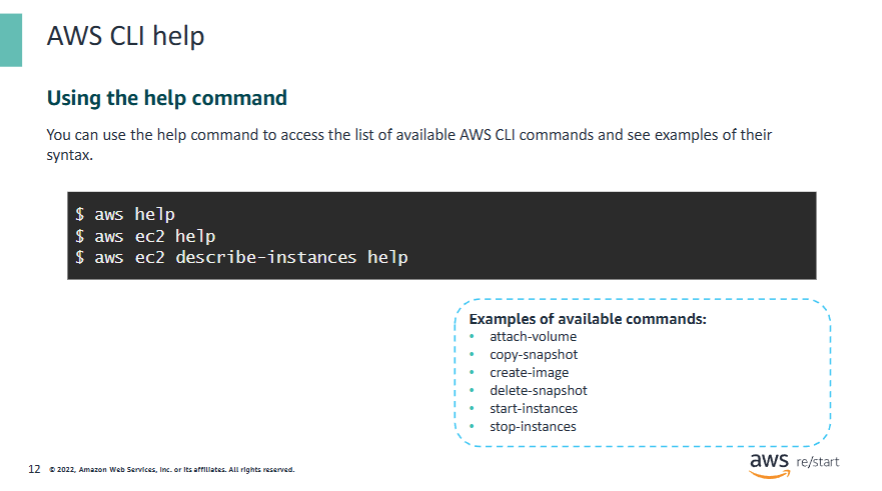 AWS CLI help
Using the help command
You can use the help command to access the list of available AWS CLI commands and see examples of their
syntax.
$ aws help
$ aws ec2 help
$ aws ec2 describe-instances help
Examples of available commands:
• attach-volume
• copy-snapshot
• create-image
• delete-snapshot
• start-instances
• stop-instances
12 © 2022, Amazon Web Services, Inc. or its affiliates. All rights reserved.
aws re/start